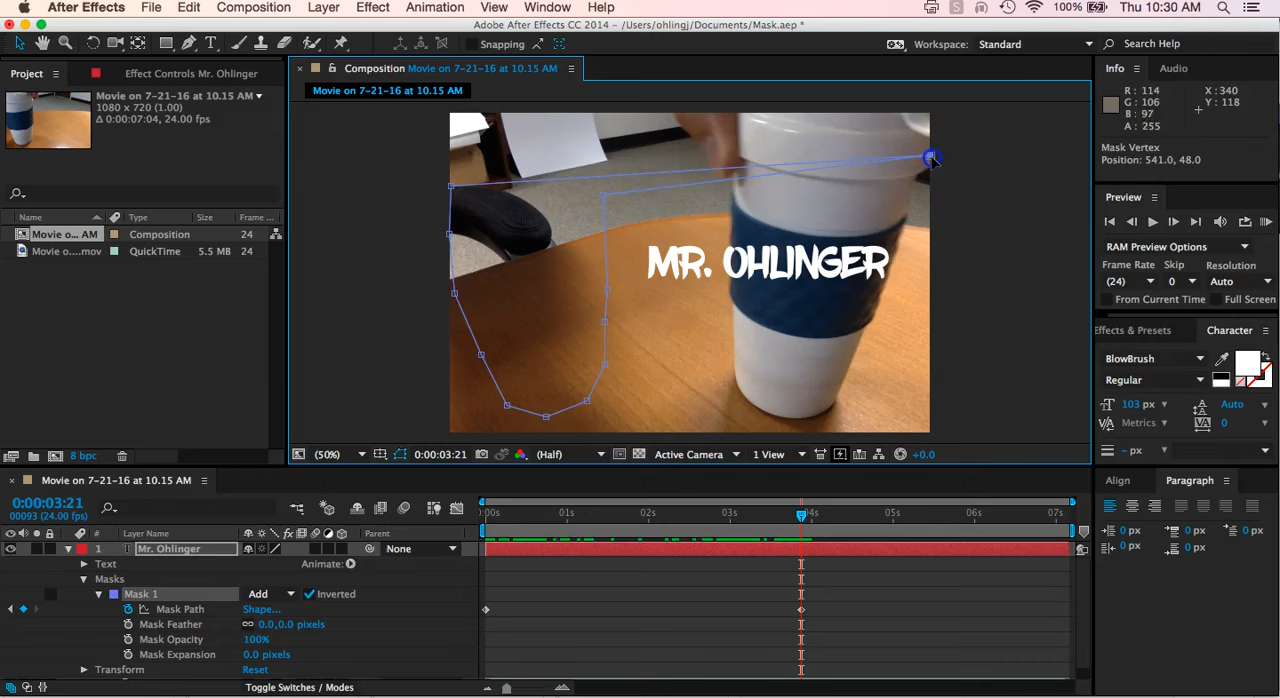 After Effects File Edit Composition Layer Effect Animation View Window Help 100% Thu 10:30 AM
Adobe After Effects CC 2014 - /Users/ohlingj/Documents/Mask.aep *
Snapping Workspace: Standard Search Help
Project Effect Controls Mr. Ohlinger Composition Movie on 7-21-16 at 10.15 AM Info Audio
Movie on 7-21-16 at 10.15 AM Movie on 7-21-16 at 10.15 AM
1080 x 720 (1.00)
Δ 0:00:07:04, 24.00 fps
R: 114 X: 340
G: 106 Y: 118
B: 97
A: 255
Mask Vertex
Position: 541.0, 48.0
Preview
Name Type Size Frame ...
Movie o... AM Composition 24
Movie o....mov QuickTime 5.5 MB 24
RAM Preview Options
Frame Rate Skip Resolution
(24) 0 Auto
From Current Time Full Screen
MR. OHLINGER
Effects & Presets Character
BlowBrush
Regular
103 px Auto
Metrics 0
- px
8 bpc (50%) 0:00:03:21 (Half) Active Camera 1 View +0.0
Movie on 7-21-16 at 10.15 AM
0:00:03:21
00093 (24.00 fps)
:00s 01s 02s 03s 04s 05s 06s 07s
# Layer Name Parent
1 T Mr. Ohlinger None
Text Animate:
Masks
Mask 1 Add Inverted
Mask Path Shape...
Mask Feather 0.0,0.0 pixels
Mask Opacity 100%
Mask Expansion 0.0 pixels
Transform Reset
Toggle Switches / Modes
Align Paragraph
0 px 0 px 0 px
0 px 0 px